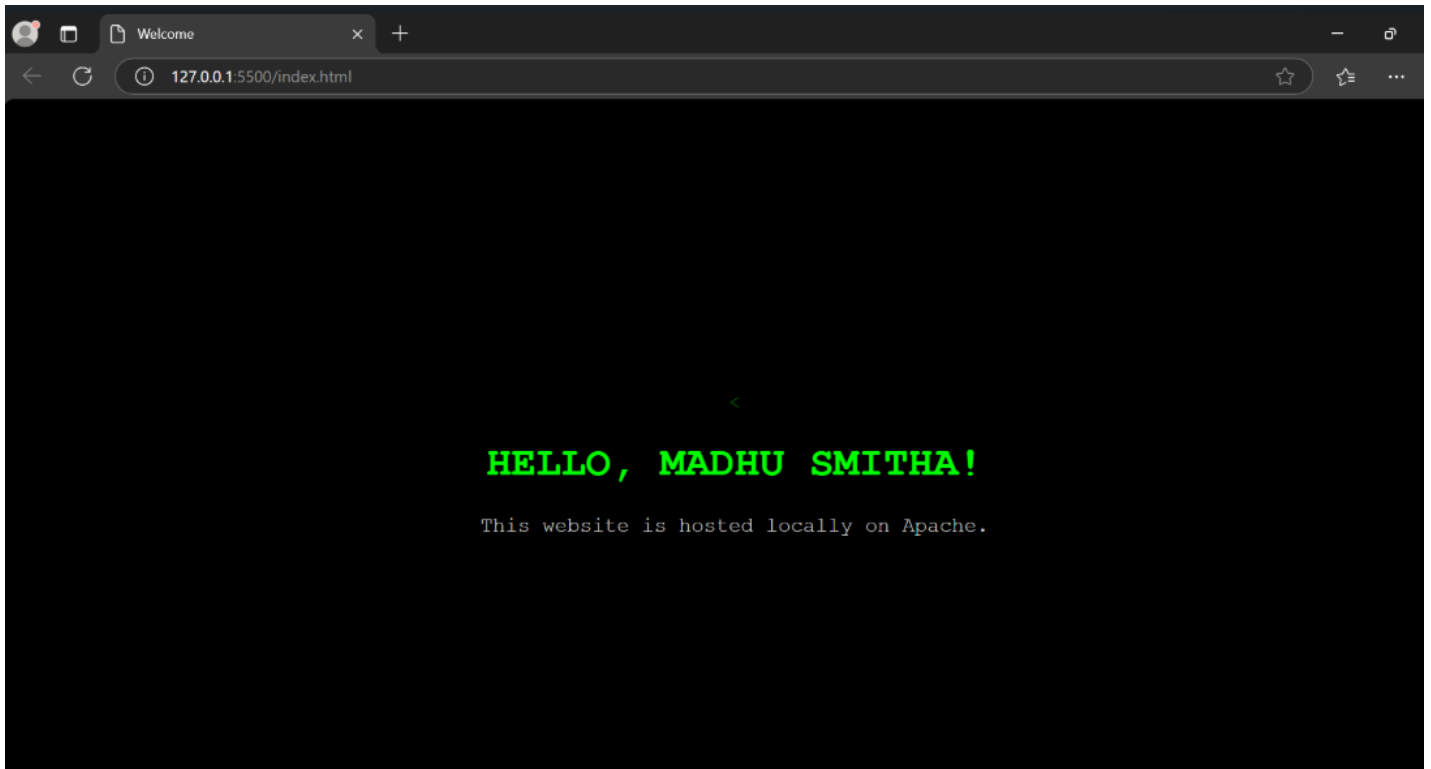 Welcome
127.0.0.1:5500/index.html
<
HELLO, MADHU SMITHA!
This website is hosted locally on Apache.